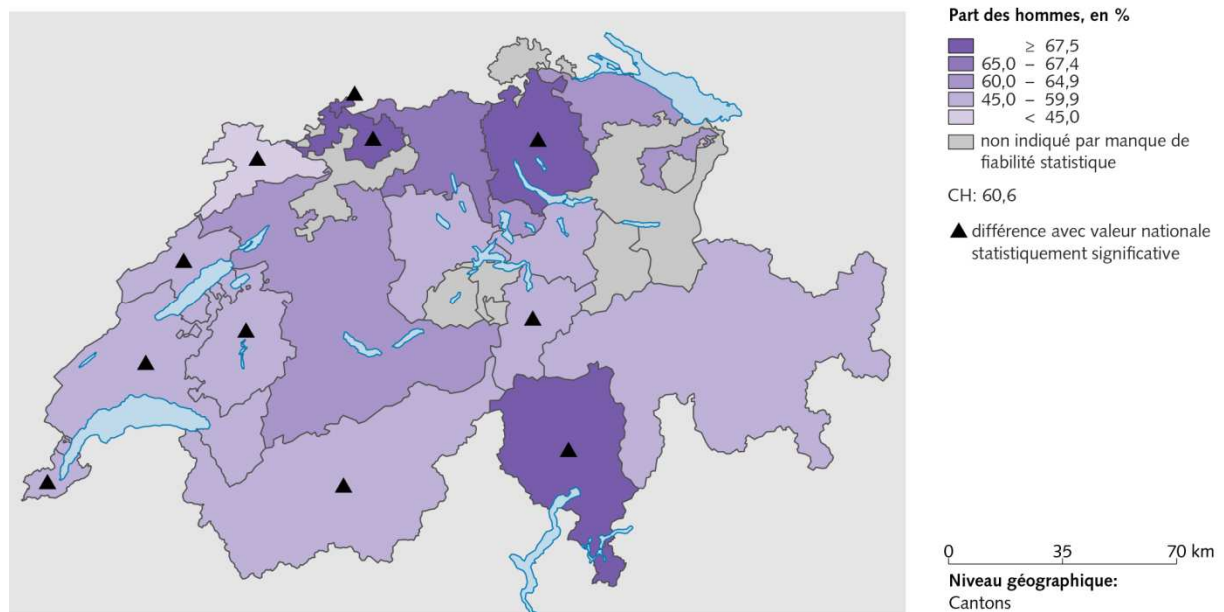 Part des hommes, en %
≥ 67,5
65,0 – 67,4
60,0 – 64,9
45,0 – 59,9
< 45,0
non indiqué par manque de
fiabilité statistique
CH: 60,6
différence avec valeur nationale
statistiquement significative
0 35 70 km
Niveau géographique:
Cantons